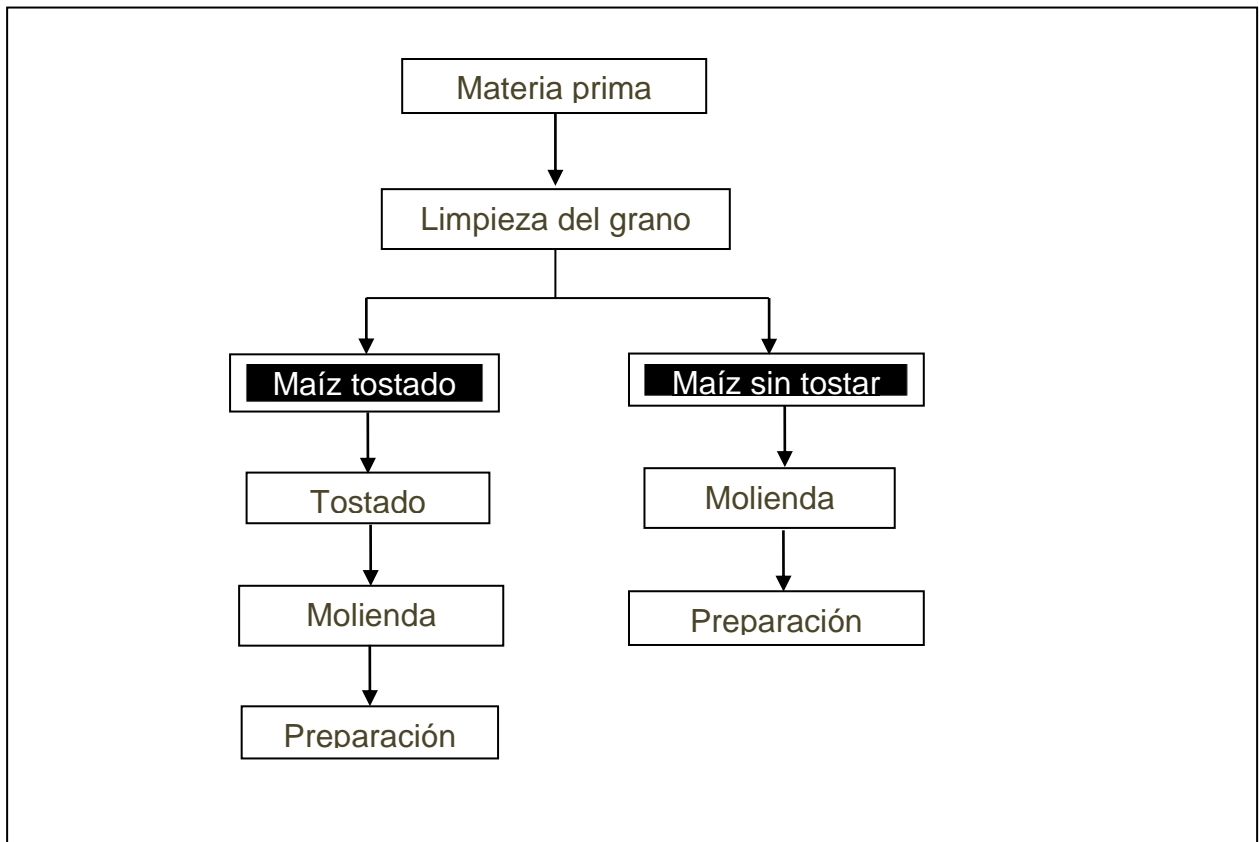 Materia prima
Limpieza del grano
Maíz tostado
Maíz sin tostar
Tostado
Molienda
Molienda
Preparación
Preparación